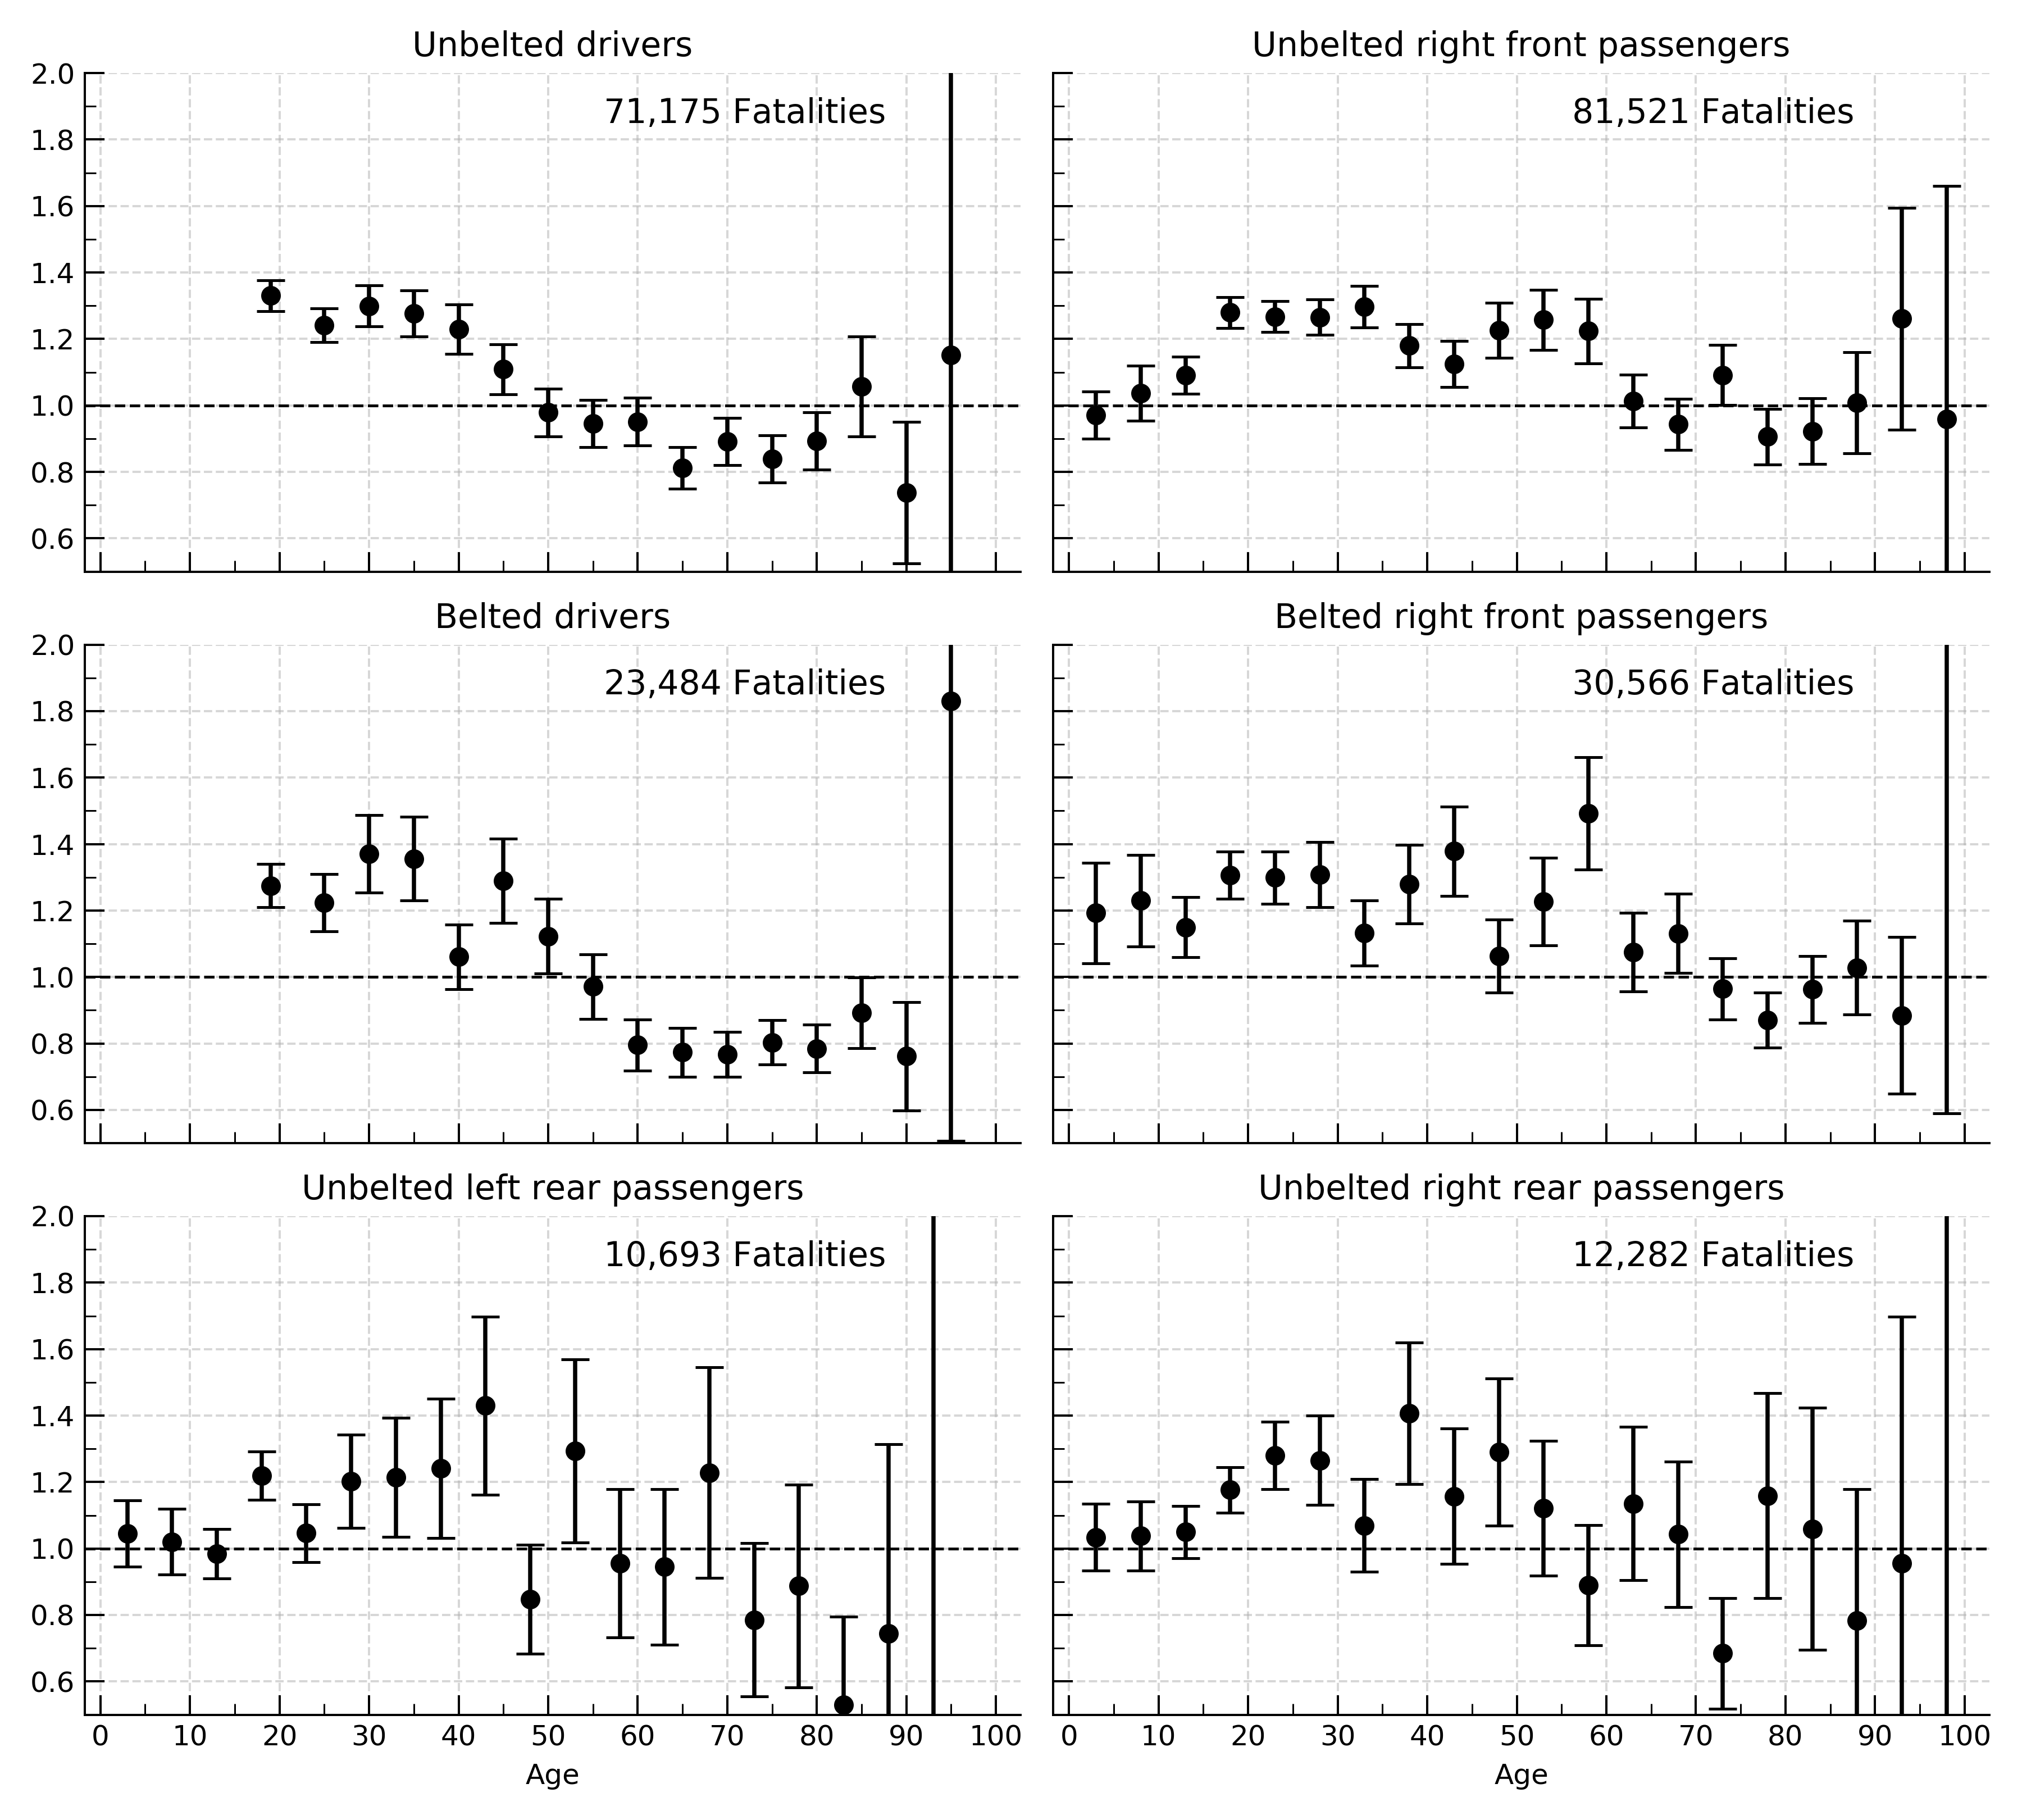 Unbelted drivers
Unbelted right front passengers
71,175 Fatalities
81,521 Fatalities
2.0
1.8
1.6
1.4
1.2
1.0
0.8
0.6
Belted drivers
Belted right front passengers
23,484 Fatalities
30,566 Fatalities
2.0
1.8
1.6
1.4
1.2
1.0
0.8
0.6
Unbelted left rear passengers
Unbelted right rear passengers
10,693 Fatalities
12,282 Fatalities
2.0
1.8
1.6
1.4
1.2
1.0
0.8
0.6
0 10 20 30 40 50 60 70 80 90 100
0 10 20 30 40 50 60 70 80 90 100
Age
Age